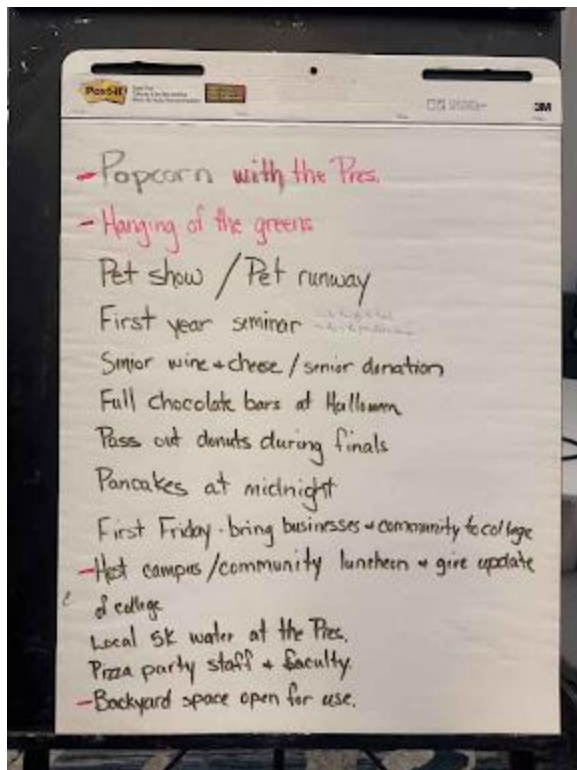 Post-it
3M
- Popcorn with the Pres.
- Hanging of the greens
Pet show / Pet runway
First year seminar
Senior wine + cheese / senior donation
Full chocolate bars at Halloween
Pass out donuts during finals
Pancakes at midnight
First Friday - bring businesses + community to college
- Host campus / community luncheon + give update
of college
Local 5K water at the Pres.
Pizza party staff + faculty.
- Backyard space open for use.